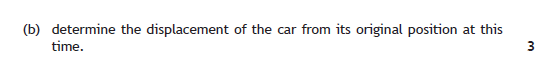 (b) determine the displacement of the car from its original position at this
time. 3